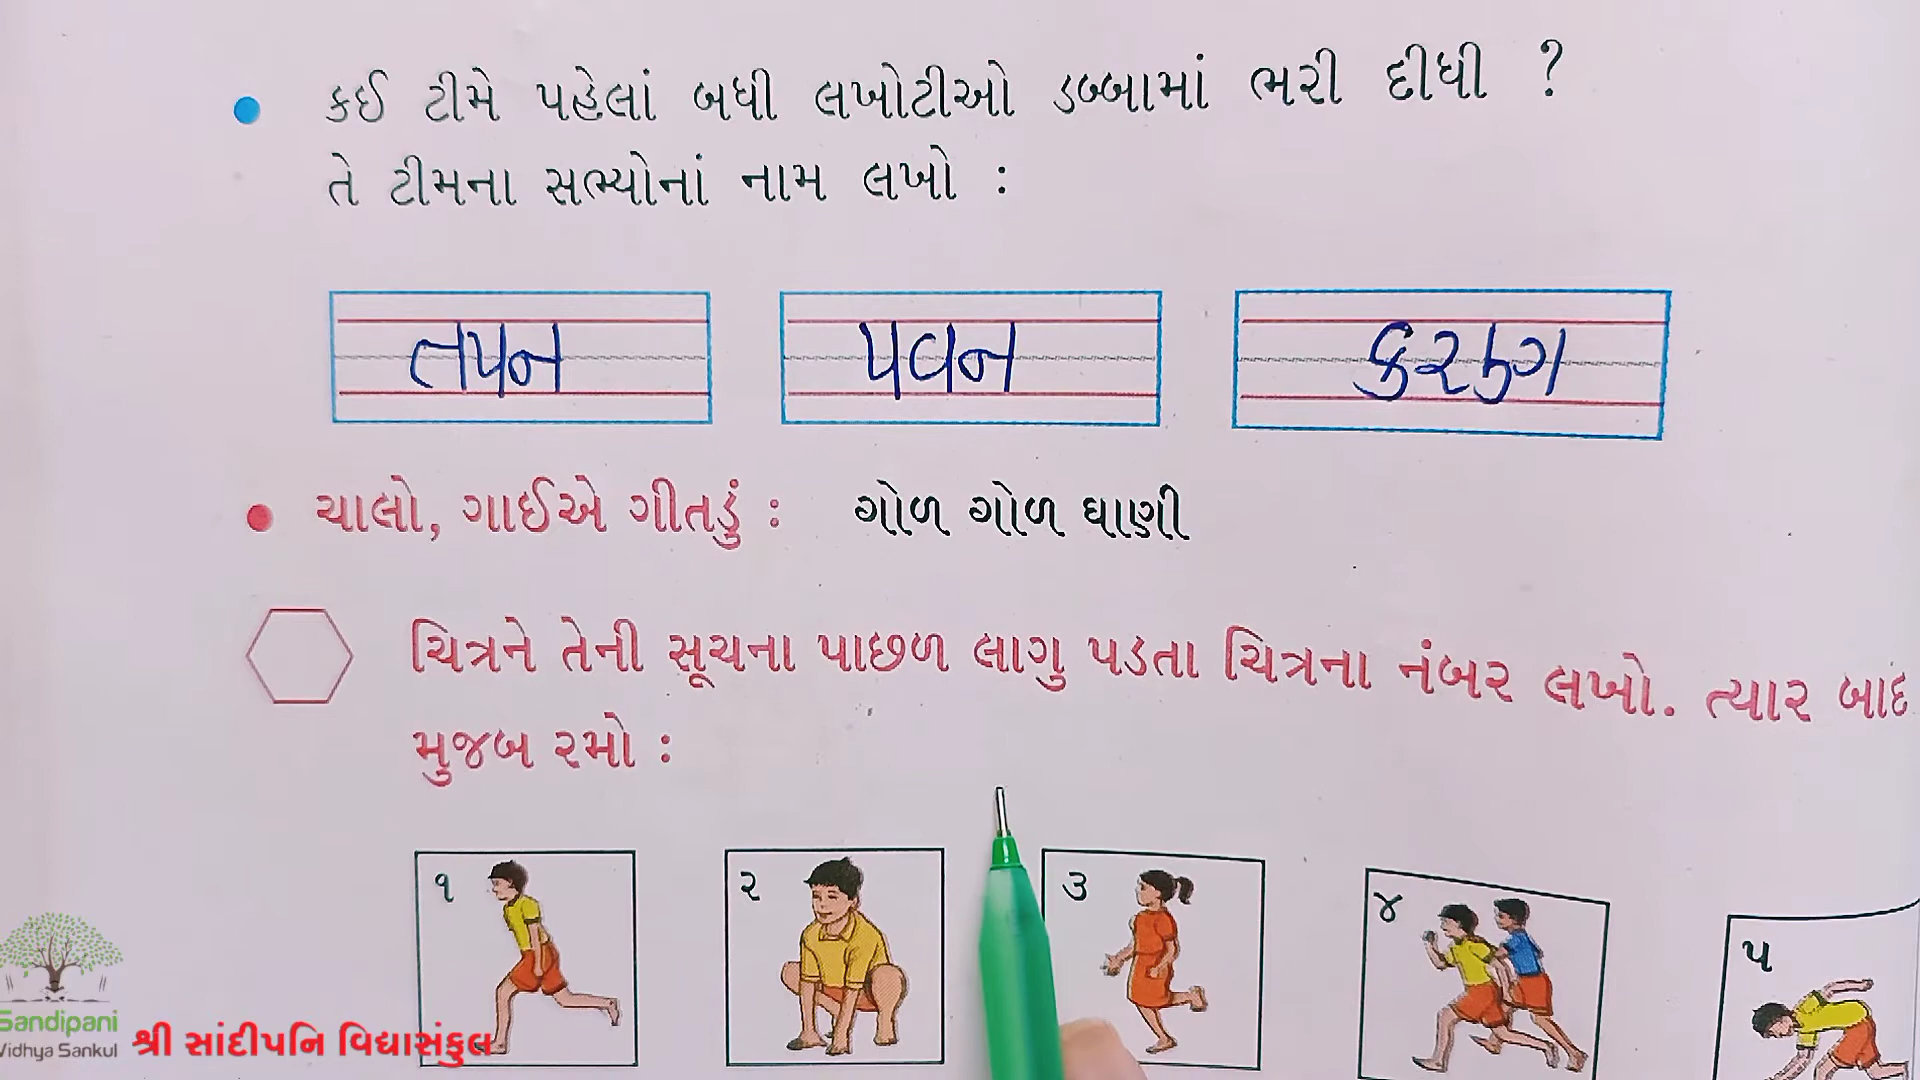 કઈ ટીમે પહેલાં બધી લખોટીઓ ડબ્બામાં ભરી દીધી ?
તે ટીમના સભ્યોનાં નામ લખો :
તપન પવન
ચાલો, ગાઈએ ગીતડું : ગોળ ગોળ ઘાણી
ચિત્રને તેની સૂચના પાછળ લાગુ પડતા ચિત્રના નંબર લખો. ત્યાર બાદ
મુજબ રમો :
૧ ૨ ૩ ૪ ૫
Sandipani
Vidhya Sankul
શ્રી સાંદીપનિ વિદ્યાસંકુલ